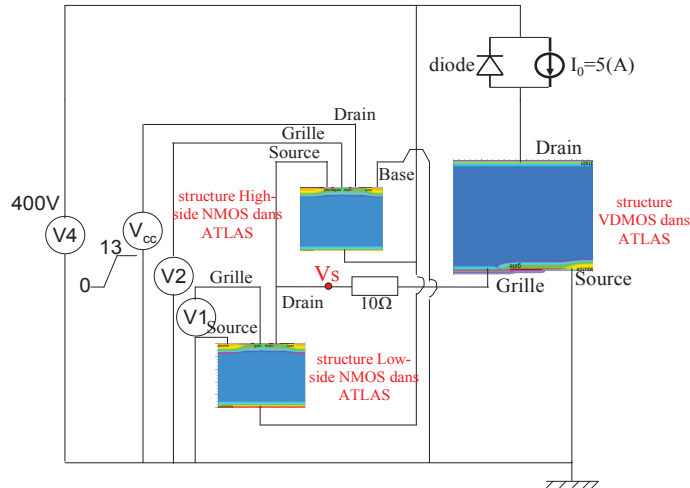 diode
I₀=5(A)
Drain
Grille
Source
Drain
Base
structure High-
side NMOS dans
ATLAS
structure
VDMOS dans
ATLAS
400V
V4
13
0
Vcc
V2
V1
Grille
Source
Vs
Drain
10Ω
Grille
Source
structure Low-
side NMOS dans
ATLAS